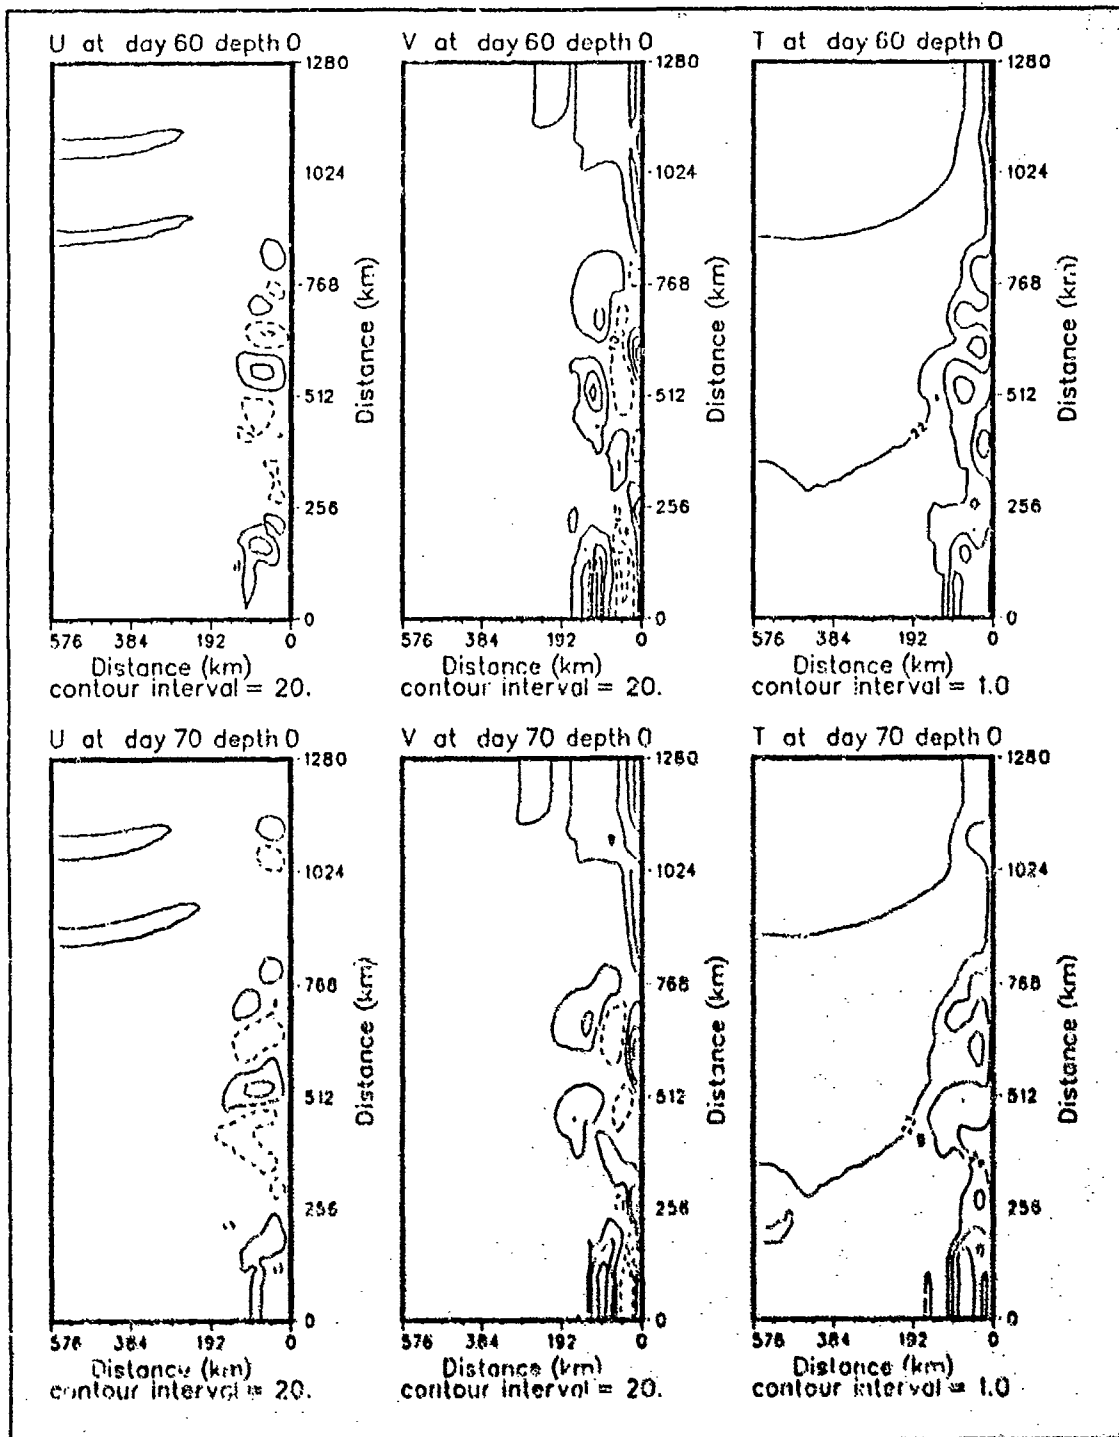 U at day 60 depth 0
V at day 60 depth 0
T at day 60 depth 0
1280
1024
768
512
256
0
Distance (km)
576 384 192 0
Distance (km)
contour interval = 20.
1280
1024
768
512
256
0
Distance (km)
576 384 192 0
Distance (km)
contour interval = 20.
22
1280
1024
768
512
256
0
Distance (km)
576 384 192 0
Distance (km)
contour interval = 1.0
U at day 70 depth 0
V at day 70 depth 0
T at day 70 depth 0
1280
1024
768
512
256
0
Distance (km)
576 384 192 0
Distance (km)
contour interval = 20.
1280
1024
768
512
256
0
Distance (km)
576 384 192 0
Distance (km)
contour interval = 20.
1280
1024
768
512
256
0
Distance (km)
576 384 192 0
Distance (km)
contour interval = 1.0